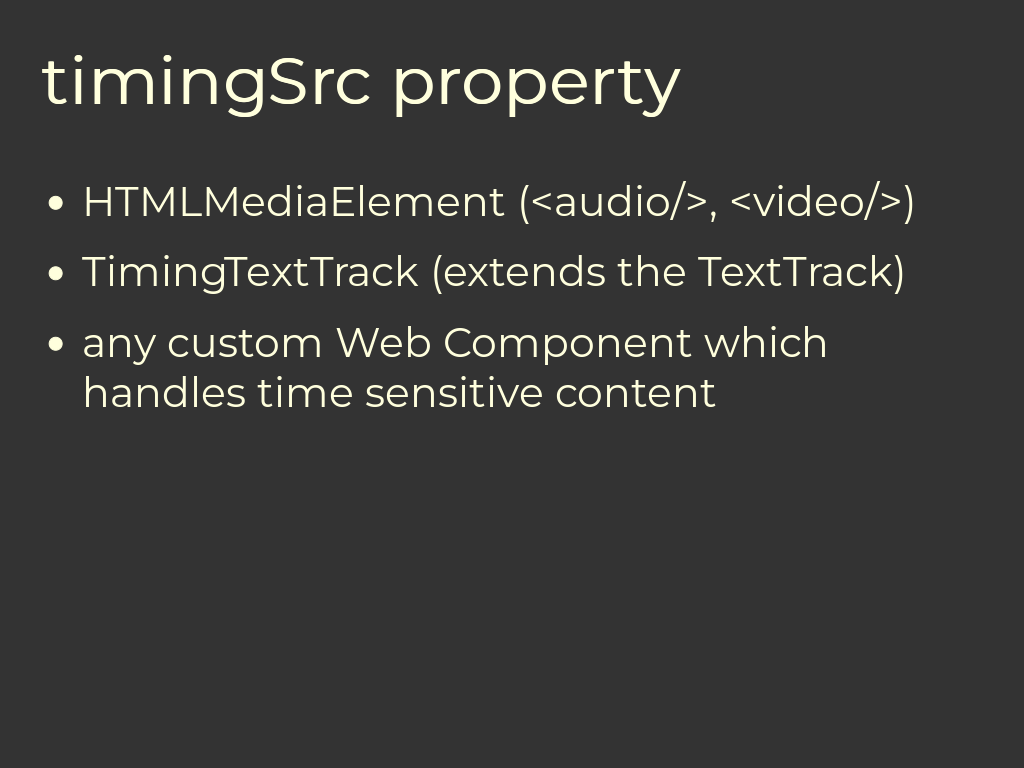 timingSrc property
• HTMLMediaElement (<audio/>, <video/>)
• TimingTextTrack (extends the TextTrack)
• any custom Web Component which
handles time sensitive content